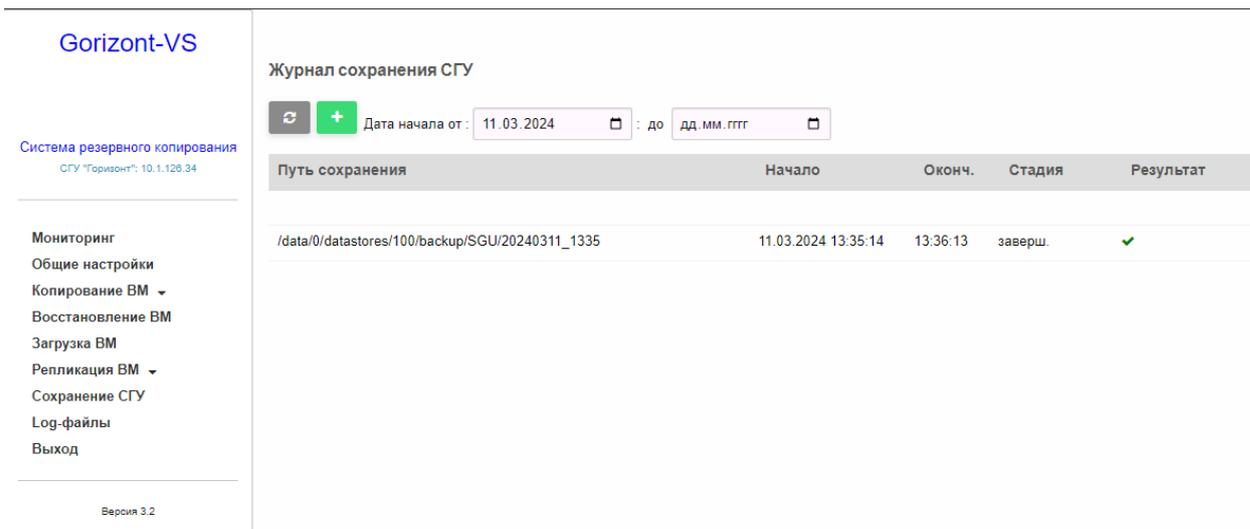 Gorizont-VS
Система резервного копирования
СГУ "Горизонт": 10.1.126.34
Мониторинг
Общие настройки
Копирование ВМ
Восстановление ВМ
Загрузка ВМ
Репликация ВМ
Сохранение СГУ
Log-файлы
Выход
Версия 3.2
Журнал сохранения СГУ
Дата начала от : 11.03.2024 : до дд.мм.гггг
Путь сохранения Начало Оконч. Стадия Результат
/data/0/datastores/100/backup/SGU/20240311_1335 11.03.2024 13:35:14 13:36:13 заверш.